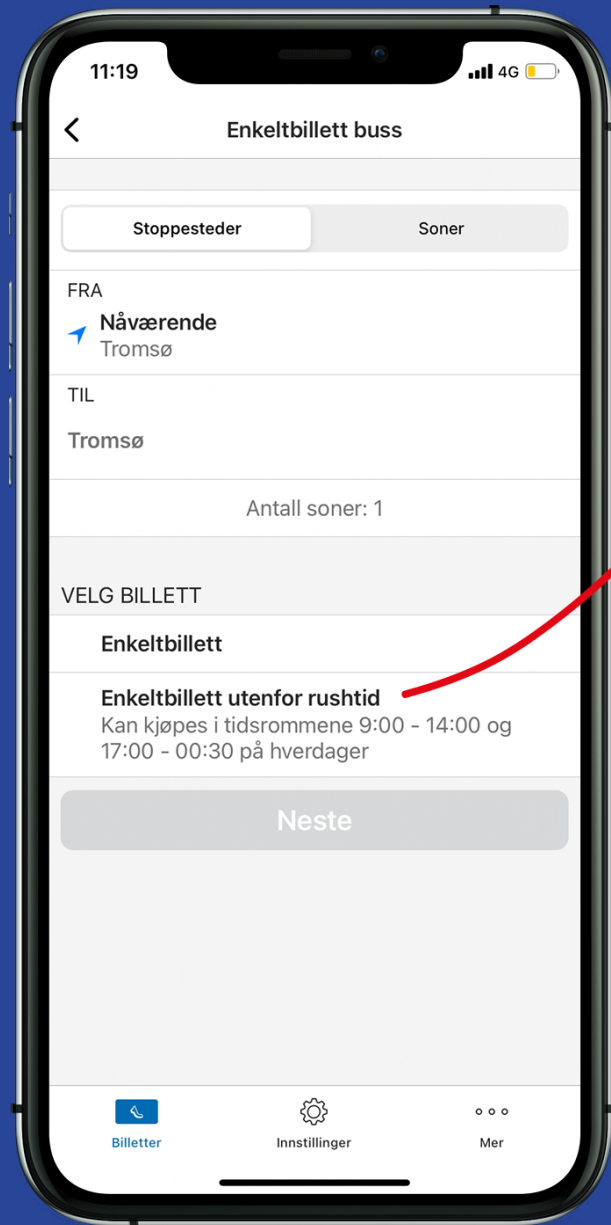 11:19
4G
Enkeltbillett buss
Stoppesteder
Soner
FRA
Nåværende
Tromsø
TIL
Tromsø
Antall soner: 1
VELG BILLETT
Enkeltbillett
Enkeltbillett utenfor rushtid
Kan kjøpes i tidsrommene 9:00 - 14:00 og
17:00 - 00:30 på hverdager
Neste
Billetter
Innstillinger
Mer